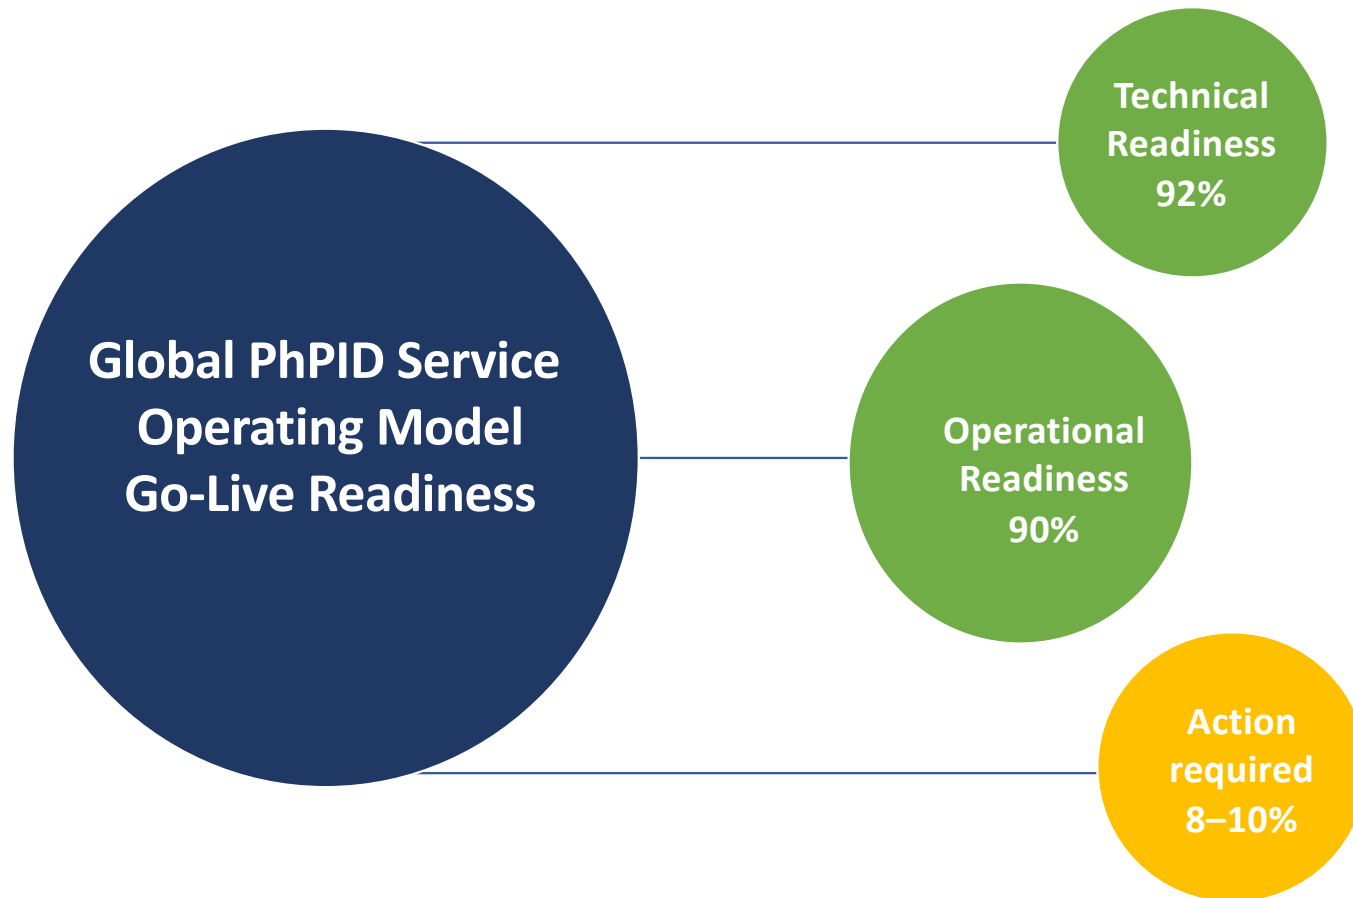 Global PhPID Service
Operating Model
Go-Live Readiness
Technical
Readiness
92%
Operational
Readiness
90%
Action
required
8–10%